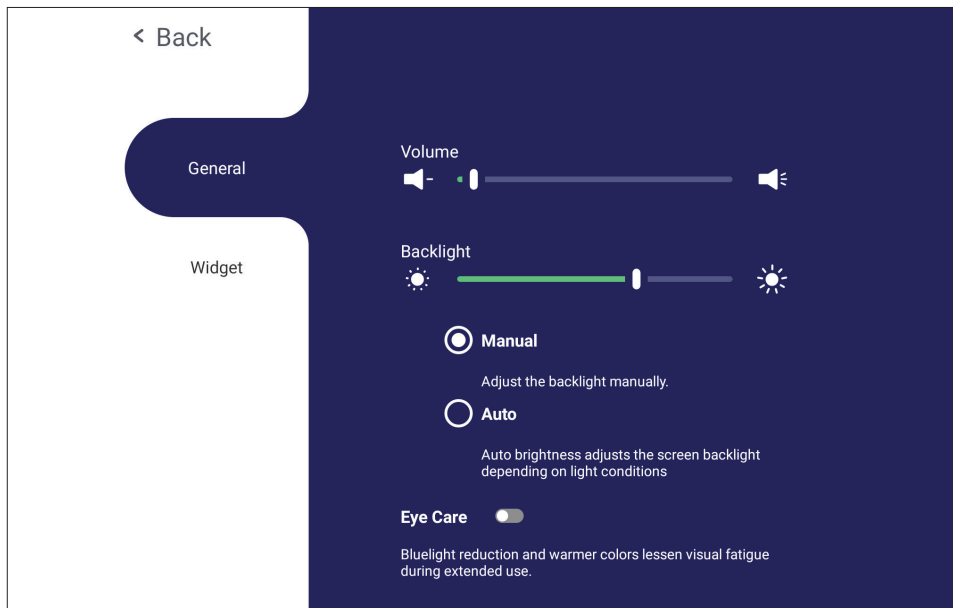 Back
General
Widget
Volume
Backlight
Manual
Adjust the backlight manually.
Auto
Auto brightness adjusts the screen backlight
depending on light conditions
Eye Care
Bluelight reduction and warmer colors lessen visual fatigue
during extended use.